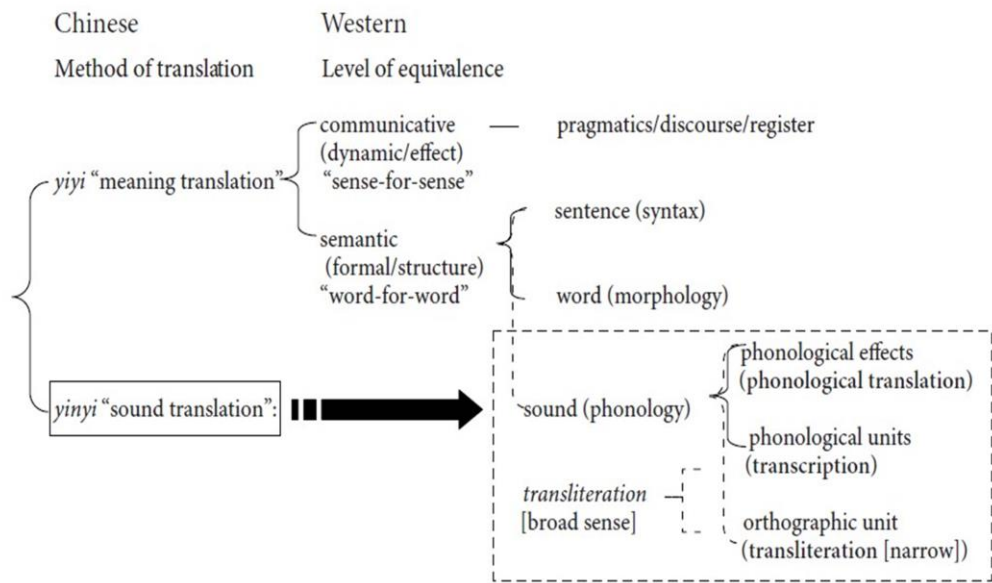 Chinese Western
Method of translation Level of equivalence
communicative — pragmatics/discourse/register
(dynamic/effect)
yiyi “meaning translation” “sense-for-sense”
sentence (syntax)
semantic
(formal/structure)
“word-for-word” word (morphology)
phonological effects
(phonological translation)
yinyi “sound translation”: sound (phonology)
phonological units
(transcription)
transliteration
[broad sense] orthographic unit
(transliteration [narrow])